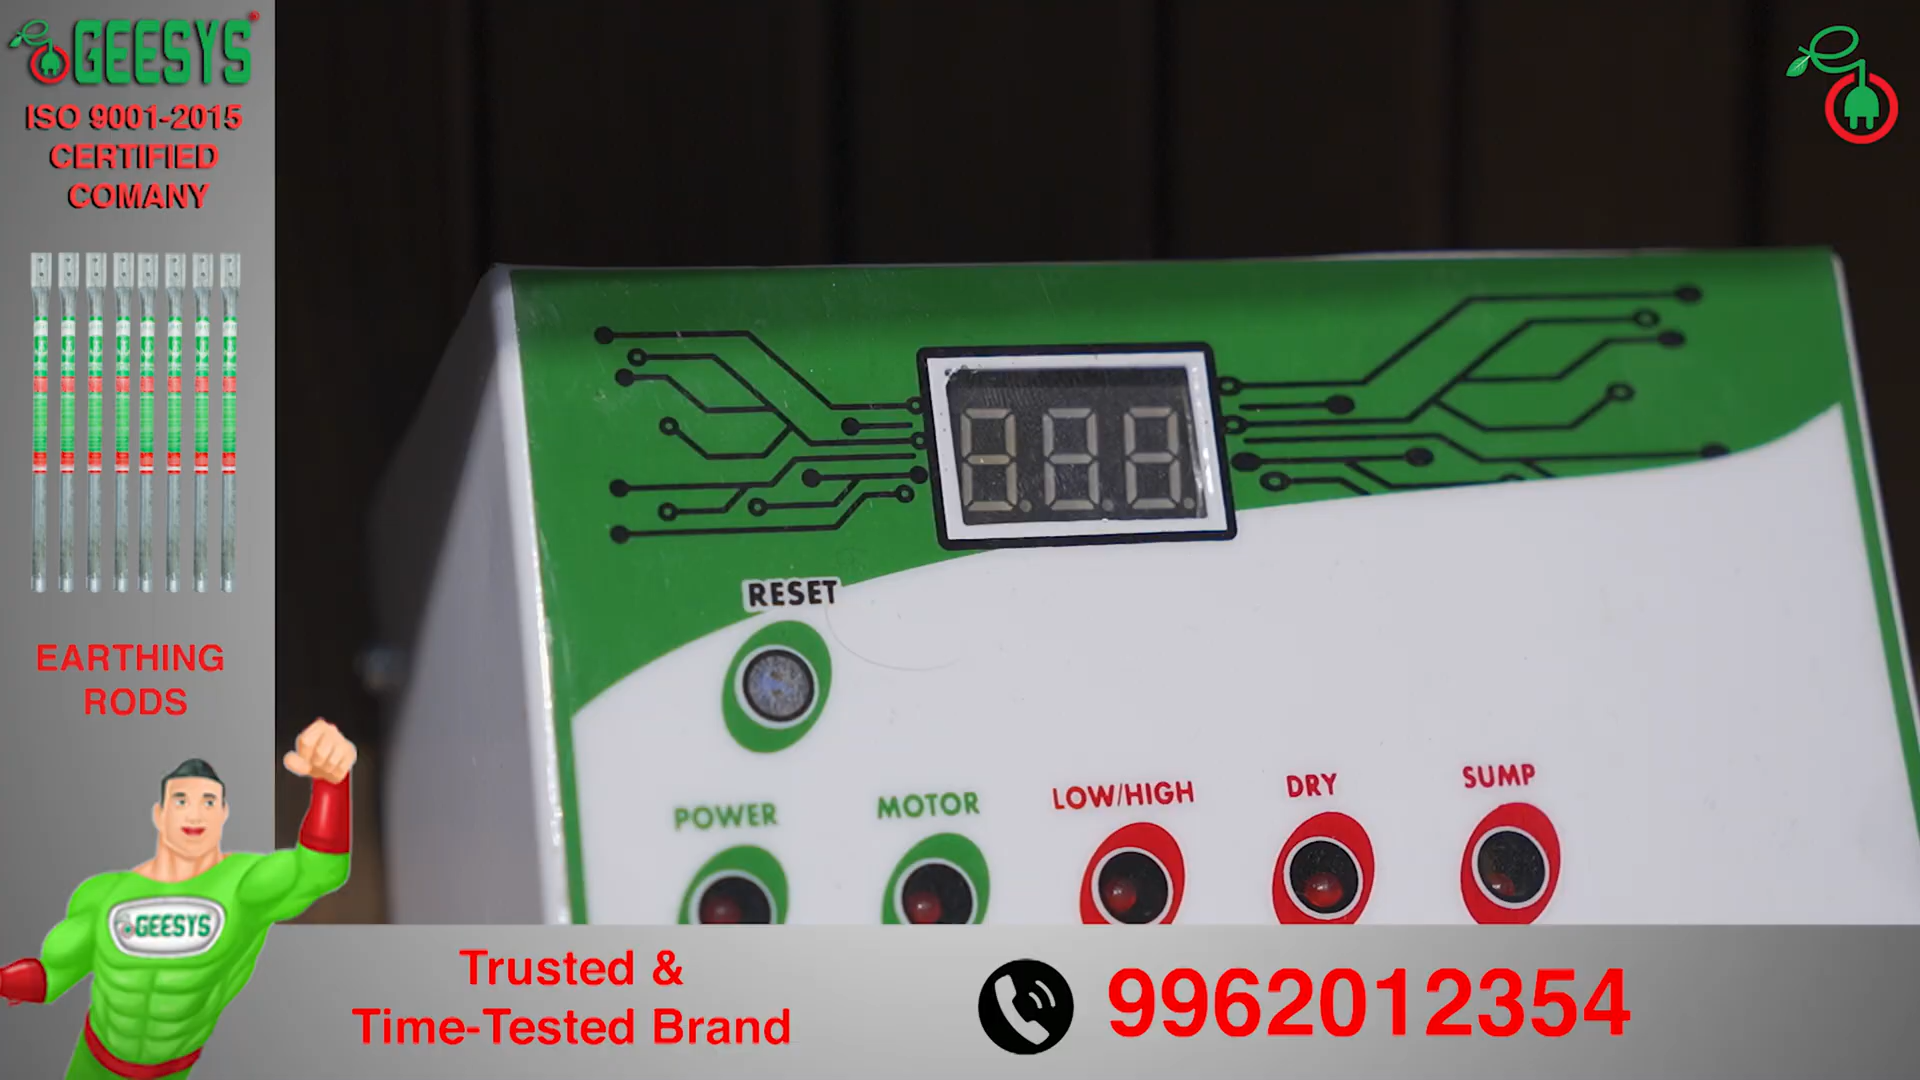 GEESYS
ISO 9001-2015
CERTIFIED
COMANY
EARTHING
RODS
GEESYS
RESET
POWER
MOTOR
LOW/HIGH
DRY
SUMP
Trusted &
Time-Tested Brand
9962012354